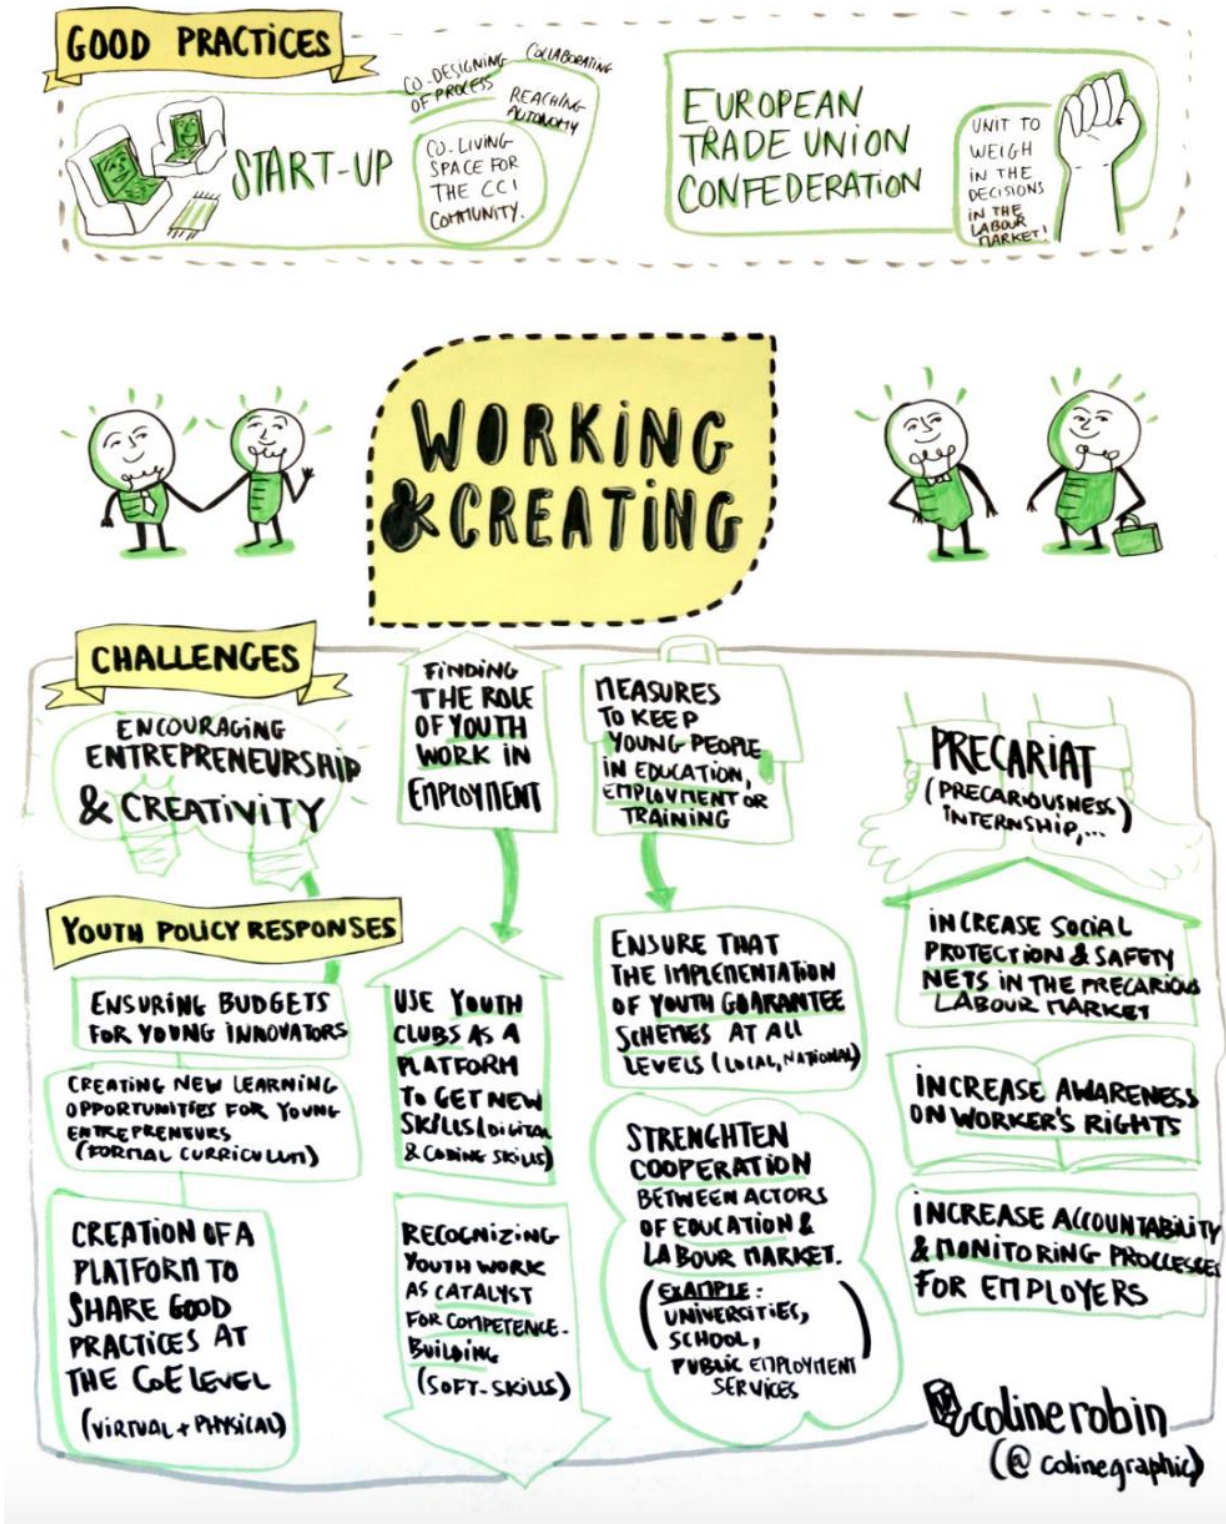 GOOD PRACTICES
START-UP
CO-DESIGNING
OF PROCESS
COLLABORATING
REACHING
AUTONOMY
CO-LIVING
SPACE FOR
THE CCI
COMMUNITY.
EUROPEAN
TRADE UNION
CONFEDERATION
UNIT TO
WEIGH
IN THE
DECISIONS
IN THE
LABOUR
MARKET!
WORKING
& CREATING
CHALLENGES
ENCOURAGING
ENTREPRENEURSHIP
& CREATIVITY
FINDING
THE ROLE
OF YOUTH
WORK IN
EMPLOYMENT
MEASURES
TO KEEP
YOUNG PEOPLE
IN EDUCATION,
EMPLOYMENT OR
TRAINING
PRECARIAT
(PRECARIOUSNESS)
INTERNSHIP,...
YOUTH POLICY RESPONSES
ENSURING BUDGETS
FOR YOUNG INNOVATORS
CREATING NEW LEARNING
OPPORTUNITIES FOR YOUNG
ENTREPRENEURS
(FORMAL CURRICULUM)
CREATION OF A
PLATFORM TO
SHARE GOOD
PRACTICES AT
THE CoE LEVEL
(VIRTUAL + PHYSICAL)
USE YOUTH
CLUBS AS A
PLATFORM
TO GET NEW
SKILLS (DIGITAL
& CODING SKILLS)
RECOGNIZING
YOUTH WORK
AS CATALYST
FOR COMPETENCE-
BUILDING
(SOFT-SKILLS)
ENSURE THAT
THE IMPLEMENTATION
OF YOUTH GUARANTEE
SCHEMES AT ALL
LEVELS (LOCAL, NATIONAL)
STRENGHTEN
COOPERATION
BETWEEN ACTORS
OF EDUCATION &
LABOUR MARKET.
(EXAMPLE:
UNIVERCITIES,
SCHOOL,
PUBLIC EMPLOYMENT
SERVICES)
INCREASE SOCIAL
PROTECTION & SAFETY
NETS IN THE PRECARIOUS
LABOUR MARKET
INCREASE AWARENESS
ON WORKER'S RIGHTS
INCREASE ACCOUNTABILITY
& MONITORING PROCESSES
FOR EMPLOYERS
coline robin
(@ colinegraphic)